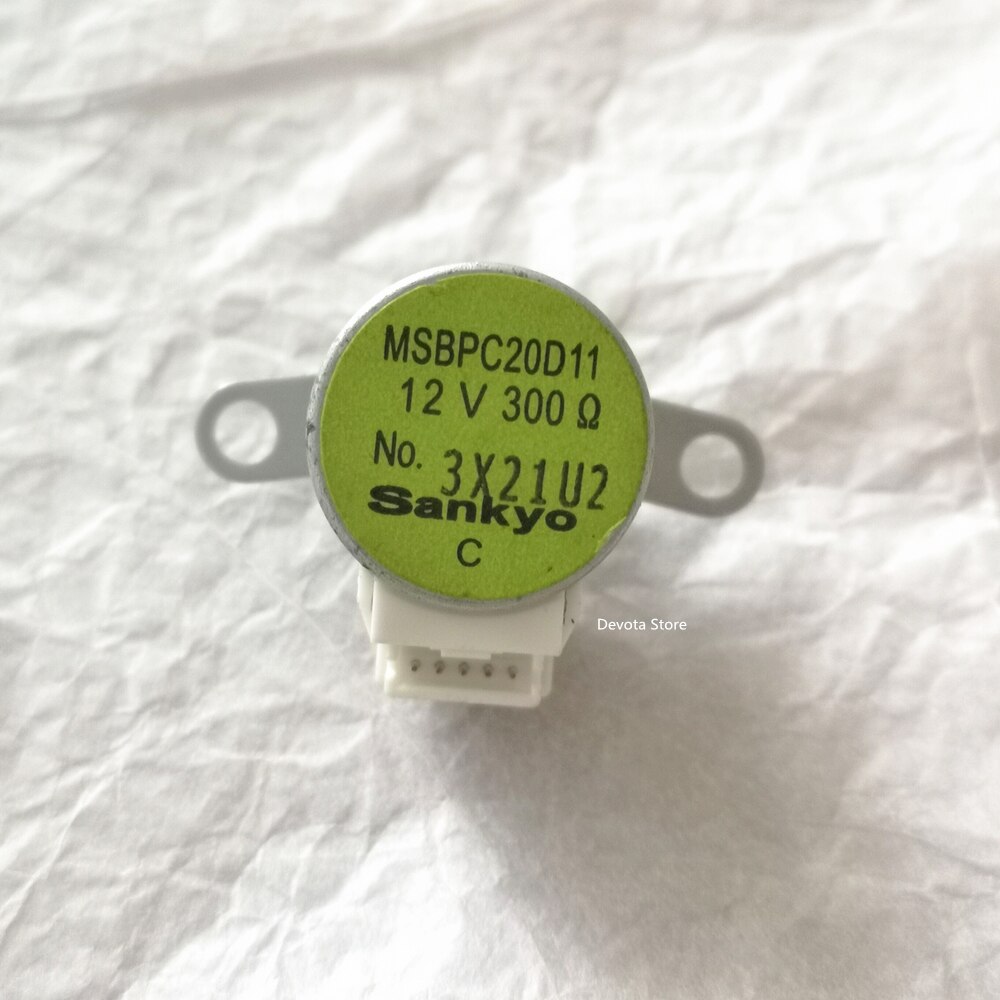 MSBPC20D11
12 V 300 Ω
No. 3X21U2
Sankyo
C
Devota Store